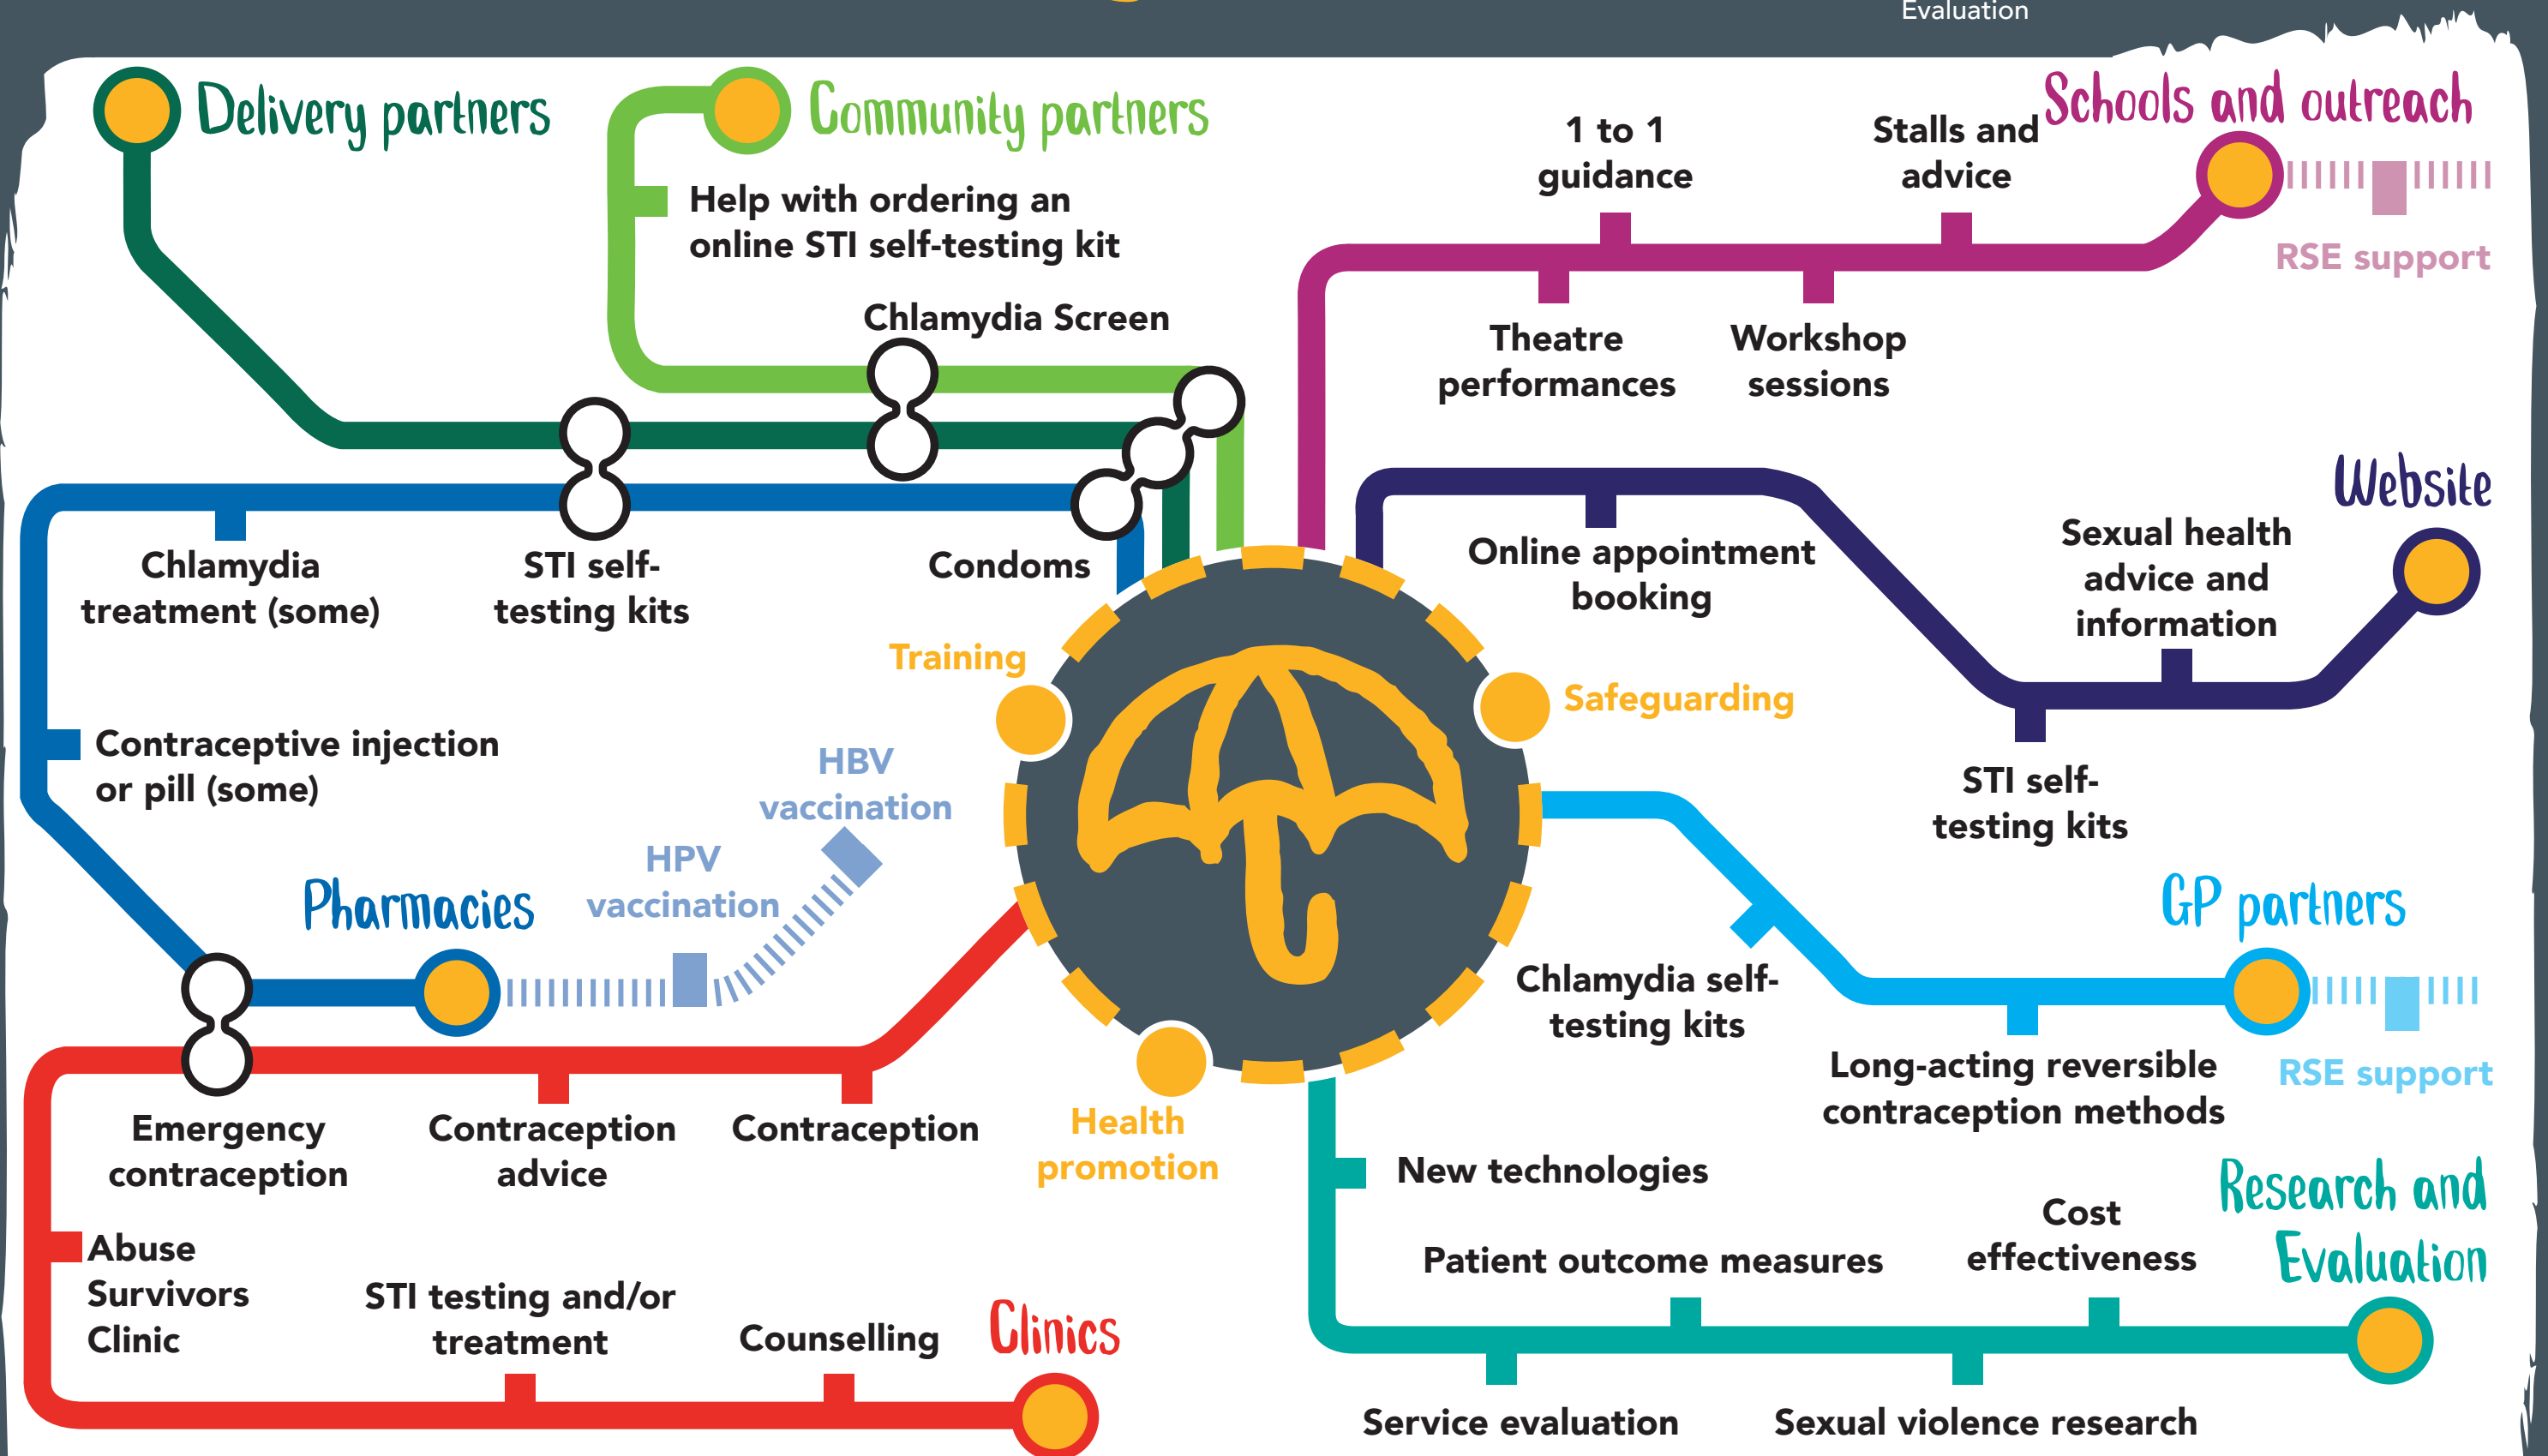 Evaluation
Delivery partners
Community partners
Help with ordering an
online STI self-testing kit
Chlamydia Screen
1 to 1
guidance
Stalls and
advice
Schools and outreach
RSE support
Theatre
performances
Workshop
sessions
Chlamydia
treatment (some)
STI self-
testing kits
Condoms
Online appointment
booking
Sexual health
advice and
information
Website
STI self-
testing kits
Training
Safeguarding
Contraceptive injection
or pill (some)
HBV
vaccination
HPV
vaccination
Pharmacies
GP partners
Chlamydia self-
testing kits
Long-acting reversible
contraception methods
RSE support
Emergency
contraception
Contraception
advice
Contraception
Health
promotion
New technologies
Patient outcome measures
Cost
effectiveness
Research and
Evaluation
Abuse
Survivors
Clinic
STI testing and/or
treatment
Counselling
Clinics
Service evaluation
Sexual violence research